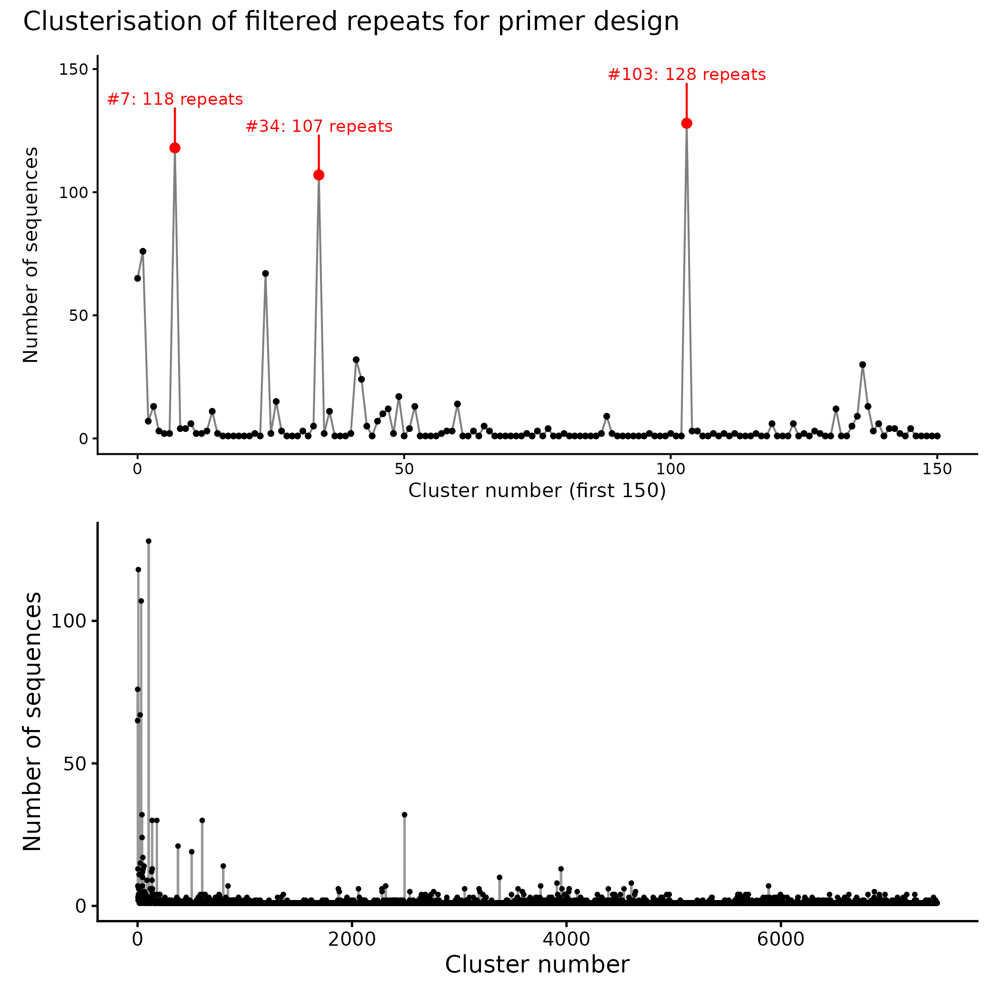 Clusterisation of filtered repeats for primer design
150
#103: 128 repeats
#7: 118 repeats
#34: 107 repeats
100
Number of sequences
50
0
0 50 100 150
Cluster number (first 150)
100
Number of sequences
50
0
0 2000 4000 6000
Cluster number